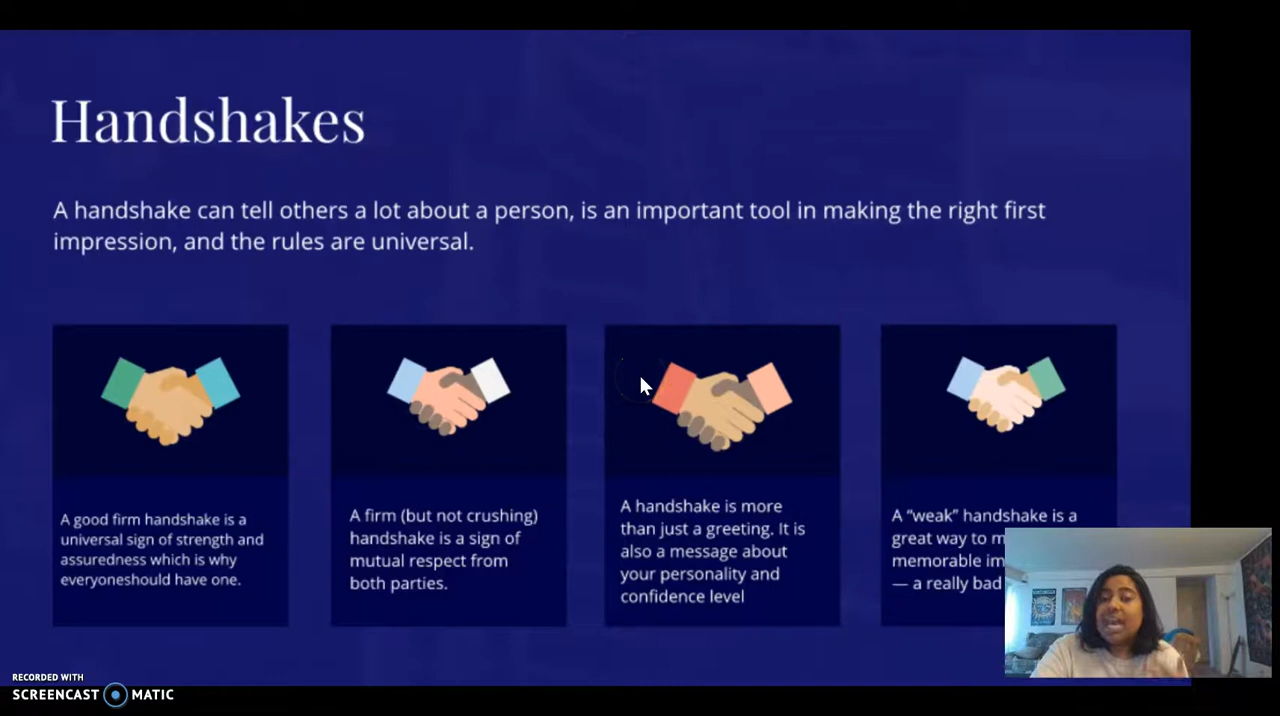 Handshakes
A handshake can tell others a lot about a person, is an important tool in making the right first
impression, and the rules are universal.
A good firm handshake is a
universal sign of strength and
assuredness which is why
everyoneshould have one.
A firm (but not crushing)
handshake is a sign of
mutual respect from
both parties.
A handshake is more
than just a greeting. It is
also a message about
your personality and
confidence level
A “weak” handshake is a
great way to
memorable
— a really bad
RECORDED WITH
SCREENCAST MATIC